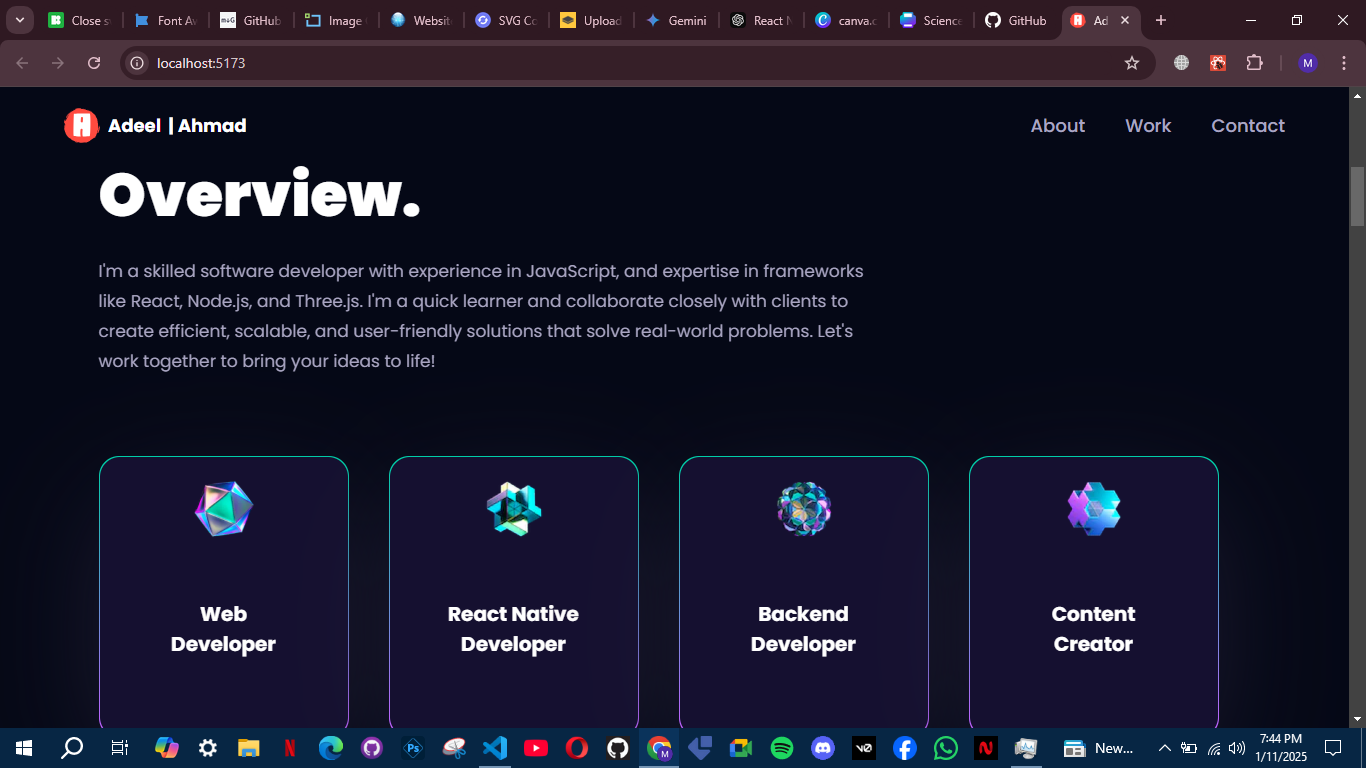 Close s
Font Av
GitHub
Image
Website
SVG Co
Upload
Gemini
React N
canva.c
Science
GitHub
Ad
localhost:5173
M
Adeel | Ahmad
About
Work
Contact
Overview.
I'm a skilled software developer with experience in JavaScript, and expertise in frameworks
like React, Node.js, and Three.js. I'm a quick learner and collaborate closely with clients to
create efficient, scalable, and user-friendly solutions that solve real-world problems. Let's
work together to bring your ideas to life!
Web
Developer
React Native
Developer
Backend
Developer
Content
Creator
Ps
New...
7:44 PM
1/11/2025